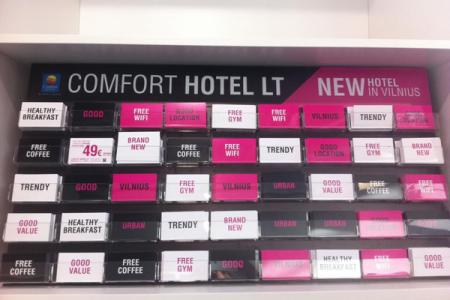 COMFORT HOTEL LT
NEW HOTEL
IN VILNIUS
HEALTHY
BREAKFAST
GOOD
FREE
WIFI
GOOD
LOCATION
FREE
GYM
FREE
WIFI
VILNIUS
TRENDY
FREE
COFFEE
49€
BRAND
NEW
FREE
COFFEE
FREE
WIFI
TRENDY
GOOD
LOCATION
FREE
GYM
BRAND
NEW
TRENDY
GOOD
VILNIUS
FREE
GYM
VILNIUS
URBAN
FREE
GYM
FREE
COFFEE
FREE
WIFI
GOOD
VALUE
HEALTHY
BREAKFAST
URBAN
TRENDY
BRAND
NEW
URBAN
URBAN
GOOD
VALUE
FREE
COFFEE
GOOD
VALUE
FREE
COFFEE
FREE
GYM
GOOD
HEALTHY
BREAKFAST
FREE
WIFI
GOOD
VALUE